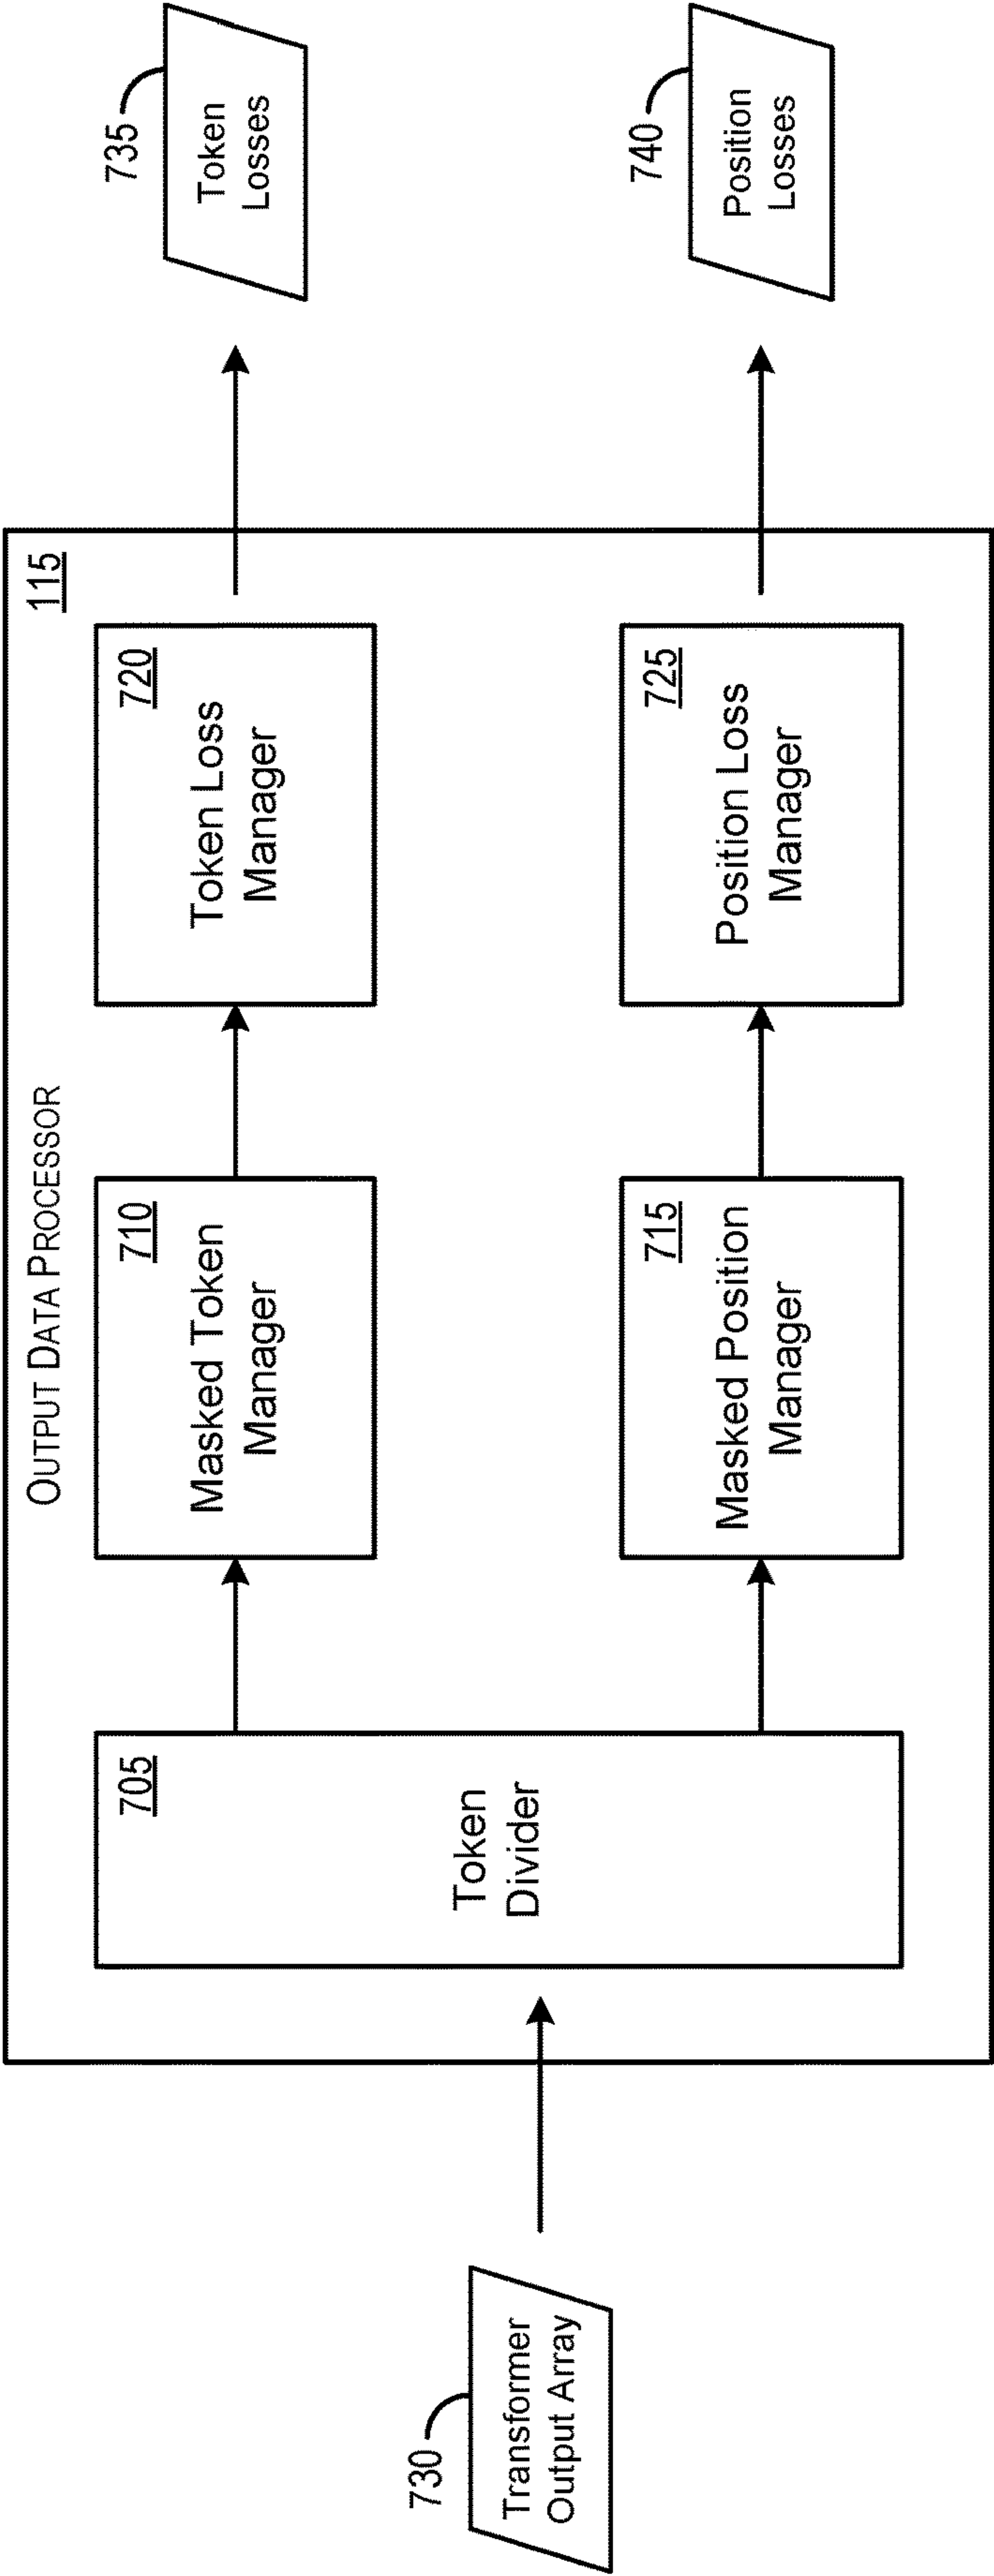 OUTPUT DATA PROCESSOR
115
730
Transformer
Output Array
705
Token
Divider
710
Masked Token
Manager
720
Token Loss
Manager
735
Token
Losses
715
Masked Position
Manager
725
Position Loss
Manager
740
Position
Losses